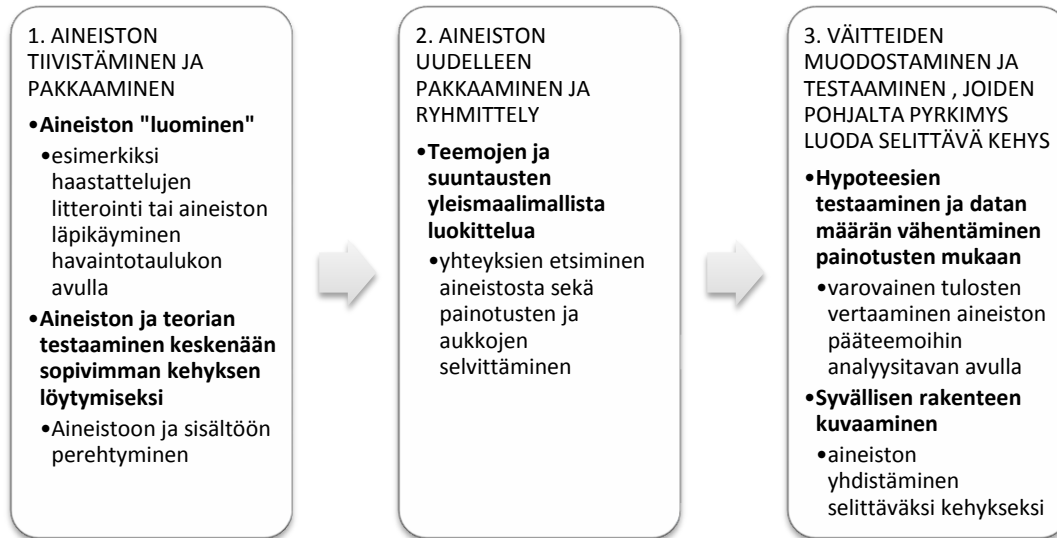 1. AINEISTON
TIIVISTÄMINEN JA
PAKKAAMINEN
•Aineiston "luominen"
•esimerkiksi
haastattelujen
litterointi tai aineiston
läpikäyminen
havaintotaulukon
avulla
•Aineiston ja teorian
testaaminen keskenään
sopivimman kehyksen
löytymiseksi
•Aineistoon ja sisältöön
perehtyminen
2. AINEISTON
UUDELLEEN
PAKKAAMINEN JA
RYHMITTELY
•Teemojen ja
suuntausten
yleismaalimallista
luokittelua
•yhteyksien etsiminen
aineistosta sekä
painotusten ja
aukkojen
selvittäminen
3. VÄITTEIDEN
MUODOSTAMINEN JA
TESTAAMINEN , JOIDEN
POHJALTA PYRKIMYS
LUODA SELITTÄVÄ KEHYS
•Hypoteesien
testaaminen ja datan
määrän vähentäminen
painotusten mukaan
•varovainen tulosten
vertaaminen aineiston
pääteemoihin
analyysitavan avulla
•Syvällisen rakenteen
kuvaaminen
•aineiston
yhdistäminen
selittäväksi kehykseksi